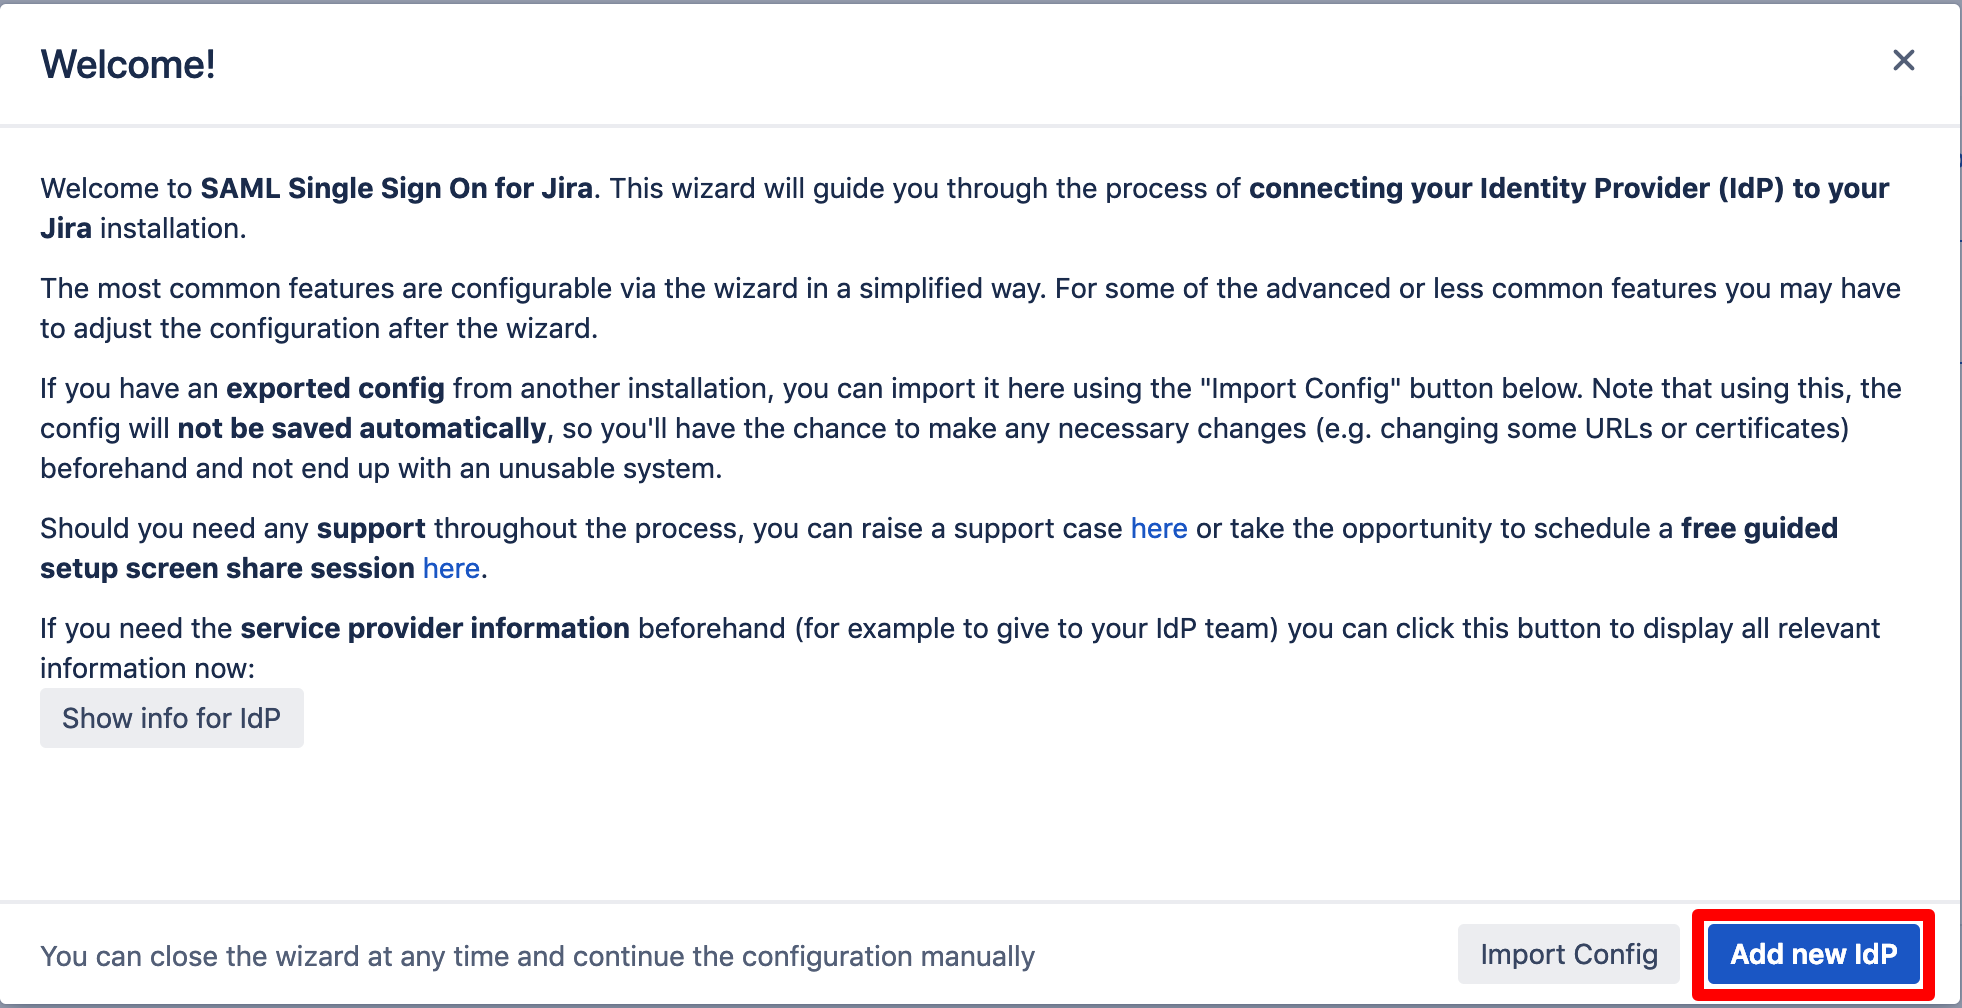 Welcome!
Welcome to SAML Single Sign On for Jira. This wizard will guide you through the process of connecting your Identity Provider (IdP) to your
Jira installation.
The most common features are configurable via the wizard in a simplified way. For some of the advanced or less common features you may have
to adjust the configuration after the wizard.
If you have an exported config from another installation, you can import it here using the "Import Config" button below. Note that using this, the
config will not be saved automatically, so you'll have the chance to make any necessary changes (e.g. changing some URLs or certificates)
beforehand and not end up with an unusable system.
Should you need any support throughout the process, you can raise a support case here or take the opportunity to schedule a free guided
setup screen share session here.
If you need the service provider information beforehand (for example to give to your IdP team) you can click this button to display all relevant
information now:
Show info for IdP
You can close the wizard at any time and continue the configuration manually
Import Config
Add new IdP